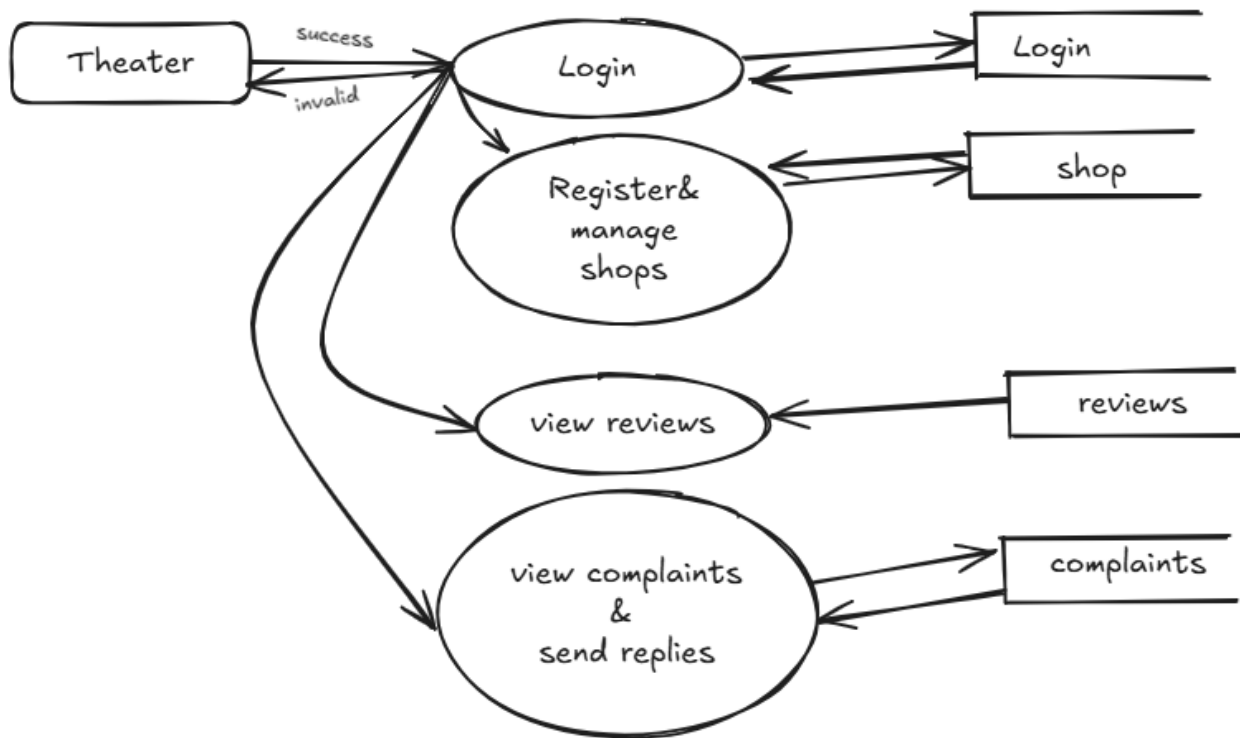 Theater
success
invalid
Login
Login
Register&
manage
shops
shop
view reviews
reviews
view complaints
&
send replies
complaints